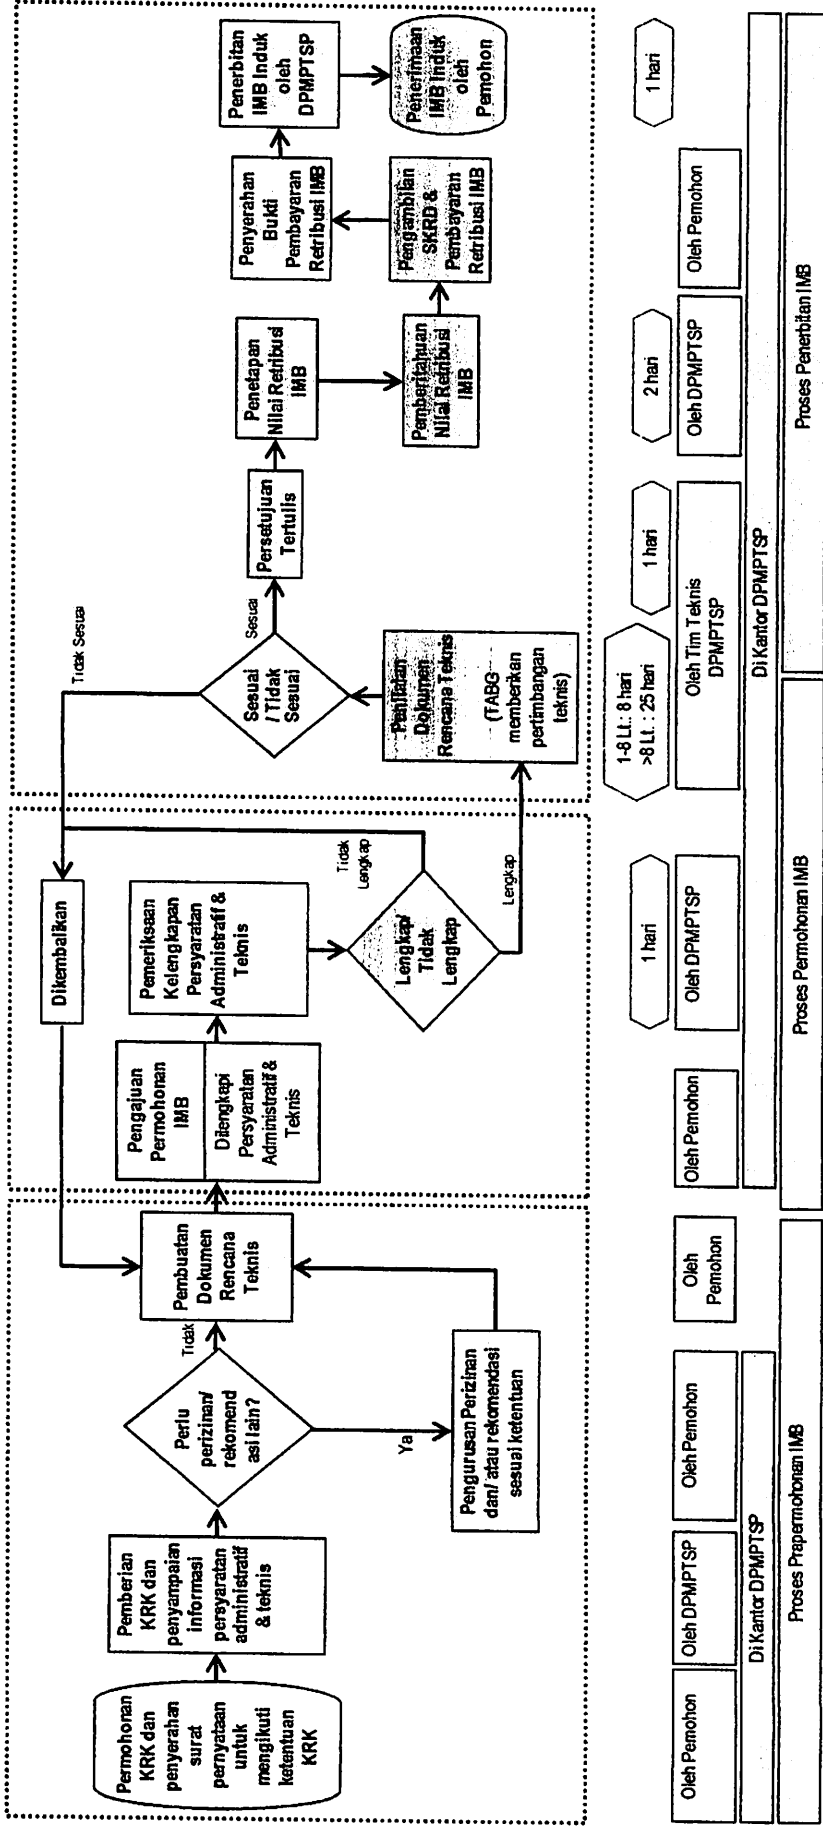 Permohonan
KRK dan
penyerahan
surat
pernyataan
untuk
mengikuti
ketentuan
KRK
Pemberian
KRK dan
penyampaian
informasi
persyaratan
administratif
& teknis
Perlu
perizinan/
rekomend
asi lain?
Tidak
Ya
Pengurusan Perizinan
dan/ atau rekomendasi
sesuai ketentuan
Pembuatan
Dokumen
Rencana
Teknis
Dikembalikan
Pengajuan
Permohonan
IMB
Dilengkapi
Persyaratan
Administratif &
Teknis
Pemeriksaan
Kelengkapan
Persyaratan
Administratif &
Teknis
Lengkap/
Tidak
Lengkap
Tidak
Lengkap
Lengkap
Penilaian
Dokumen
Rencana Teknis
(TABG
memberikan
pertimbangan
teknis)
Sesuai
/ Tidak
Sesuai
Tidak Sesuai
Sesuai
Persetujuan
Tertulis
Penetapan
Nilai Retribusi
IMB
Pemberitahuan
Nilai Retribusi
IMB
Pengambilan
SKRD &
Pembayaran
Retribusi IMB
Penyerahan
Bukti
Pembayaran
Retribusi IMB
Penerbitan
IMB Induk
oleh
DPMPTSP
Penerimaan
IMB Induk
oleh
Pemohon
1 hari
1-8 Lt.: 8 hari
>8 Lt. : 25 hari
1 hari
2 hari
1 hari
Oleh Pemohon
Oleh DPMPTSP
Oleh Pemohon
Oleh
Pemohon
Oleh Pemohon
Oleh DPMPTSP
Oleh Tim Teknis
DPMPTSP
Oleh DPMPTSP
Oleh Pemohon
Di Kantor DPMPTSP
Di Kantor DPMPTSP
Proses Prapermohonan IMB
Proses Permohonan IMB
Proses Penerbitan IMB